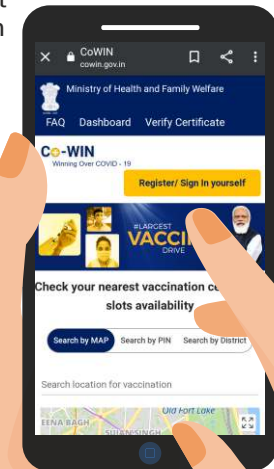 CoWIN
cowin.gov.in
Ministry of Health and Family Welfare
FAQ Dashboard Verify Certificate
Co-WIN
Winning Over COVID - 19
Register/ Sign In yourself
#LARGEST
DRIVE
Check your nearest vaccination
slots availability
Search by MAP Search by PIN Search by District
Search location for vaccination
Old Fort Lake
EENA BAGH
SUJAN SINGH